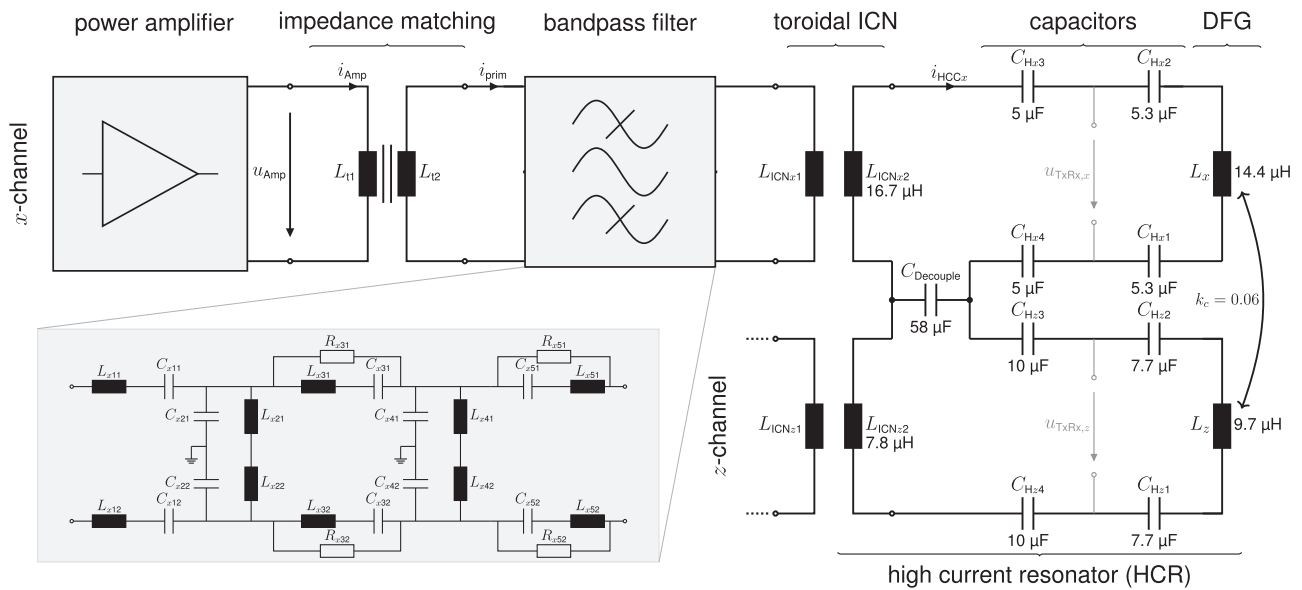 power amplifier
impedance matching
bandpass filter
toroidal ICN
capacitors
DFG
x-channel
i_Amp
i_prim
u_Amp
L_t1
L_t2
L_ICNx1
L_ICNx2
16.7 µH
i_HCCx
C_Hx3
5 µF
C_Hx2
5.3 µF
u_TxRx,x
L_x
14.4 µH
C_Hx4
5 µF
C_Hx1
5.3 µF
C_Decouple
58 µF
k_c = 0.06
C_Hz3
10 µF
C_Hz2
7.7 µF
z-channel
L_ICNz1
L_ICNz2
7.8 µH
u_TxRx,z
L_z
9.7 µH
C_Hz4
10 µF
C_Hz1
7.7 µF
high current resonator (HCR)
R_x31
R_x51
L_x11
C_x11
L_x31
C_x31
C_x51
L_x51
C_x21
L_x21
C_x41
L_x41
C_x22
L_x22
C_x42
L_x42
L_x12
C_x12
L_x32
C_x32
C_x52
L_x52
R_x32
R_x52